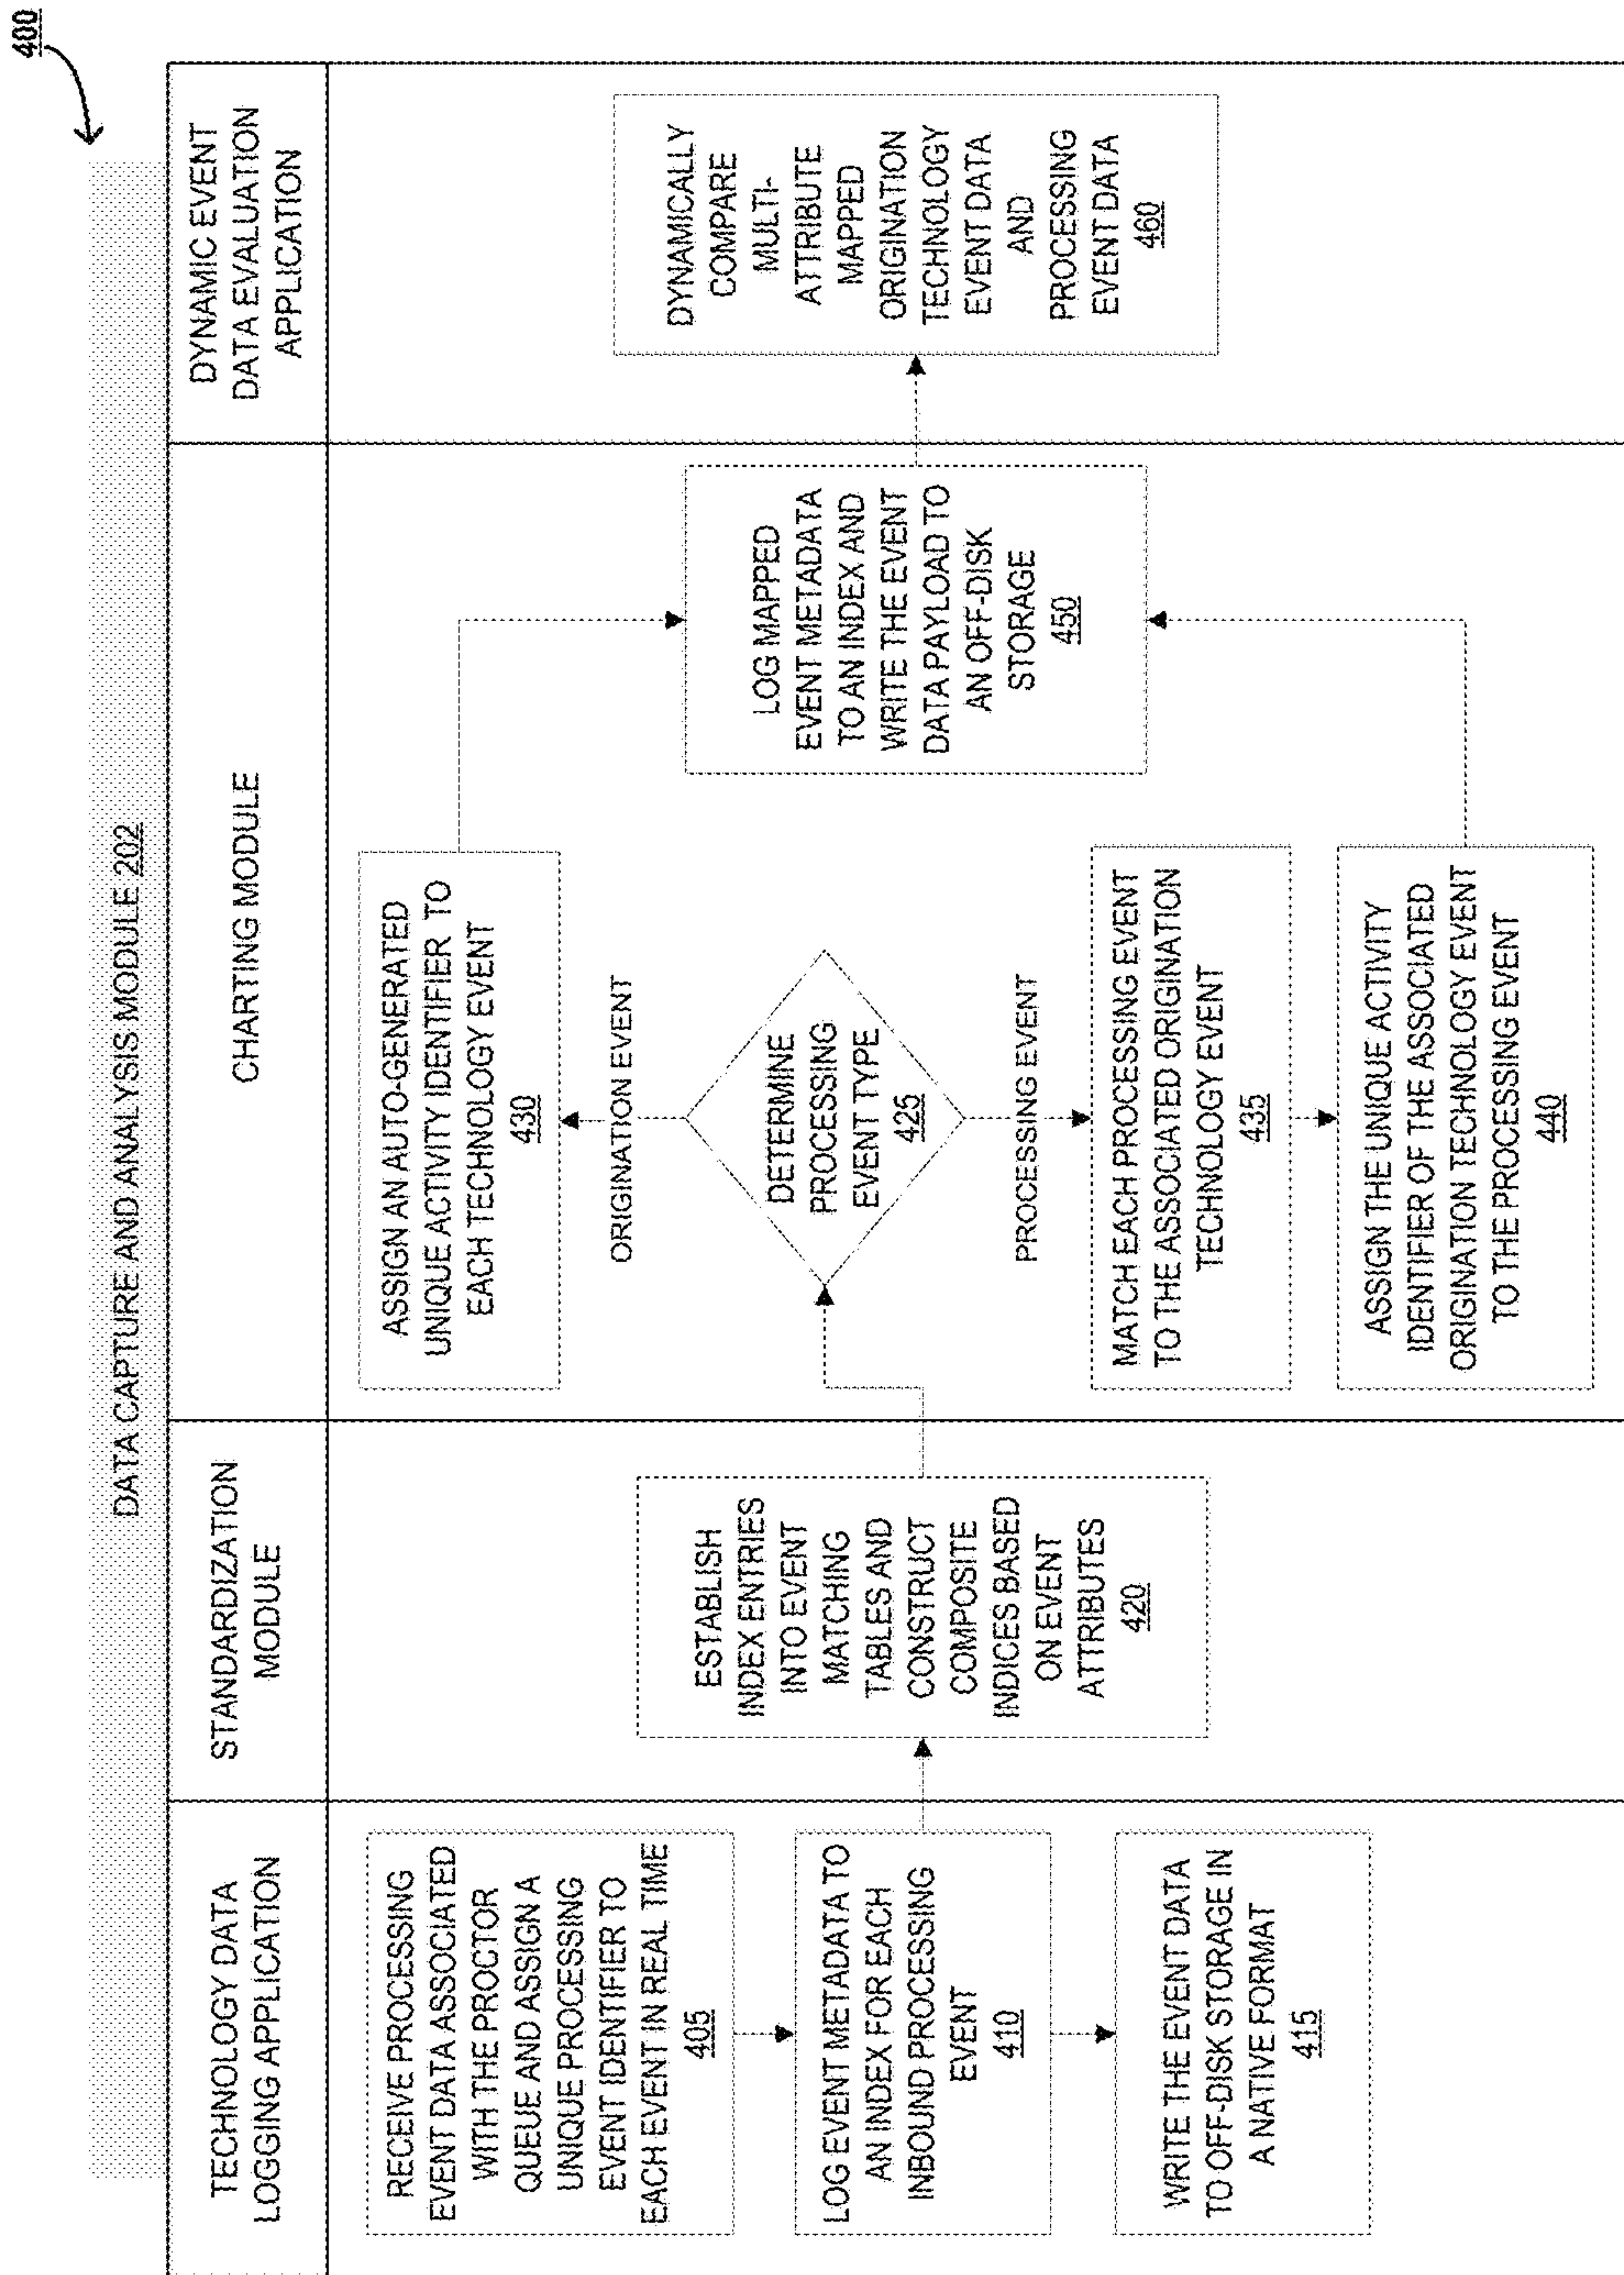 400
DATA CAPTURE AND ANALYSIS MODULE 202
TECHNOLOGY DATA
LOGGING APPLICATION
STANDARDIZATION
MODULE
CHARTING MODULE
DYNAMIC EVENT
DATA EVALUATION
APPLICATION
RECEIVE PROCESSING
EVENT DATA ASSOCIATED
WITH THE PROCTOR
QUEUE AND ASSIGN A
UNIQUE PROCESSING
EVENT IDENTIFIER TO
EACH EVENT IN REAL TIME
405
LOG EVENT METADATA TO
AN INDEX FOR EACH
INBOUND PROCESSING
EVENT
410
WRITE THE EVENT DATA
TO OFF-DISK STORAGE IN
A NATIVE FORMAT
415
ESTABLISH
INDEX ENTRIES
INTO EVENT
MATCHING
TABLES AND
CONSTRUCT
COMPOSITE
INDICES BASED
ON EVENT
ATTRIBUTES
420
ASSIGN AN AUTO-GENERATED
UNIQUE ACTIVITY IDENTIFIER TO
EACH TECHNOLOGY EVENT
430
ORIGINATION EVENT
DETERMINE
PROCESSING
EVENT TYPE
425
PROCESSING EVENT
MATCH EACH PROCESSING EVENT
TO THE ASSOCIATED ORIGINATION
TECHNOLOGY EVENT
435
ASSIGN THE UNIQUE ACTIVITY
IDENTIFIER OF THE ASSOCIATED
ORIGINATION TECHNOLOGY EVENT
TO THE PROCESSING EVENT
440
LOG MAPPED
EVENT METADATA
TO AN INDEX AND
WRITE THE EVENT
DATA PAYLOAD TO
AN OFF-DISK
STORAGE
450
DYNAMICALLY
COMPARE
MULTI-
ATTRIBUTE
MAPPED
ORIGINATION
TECHNOLOGY
EVENT DATA
AND
PROCESSING
EVENT DATA
460